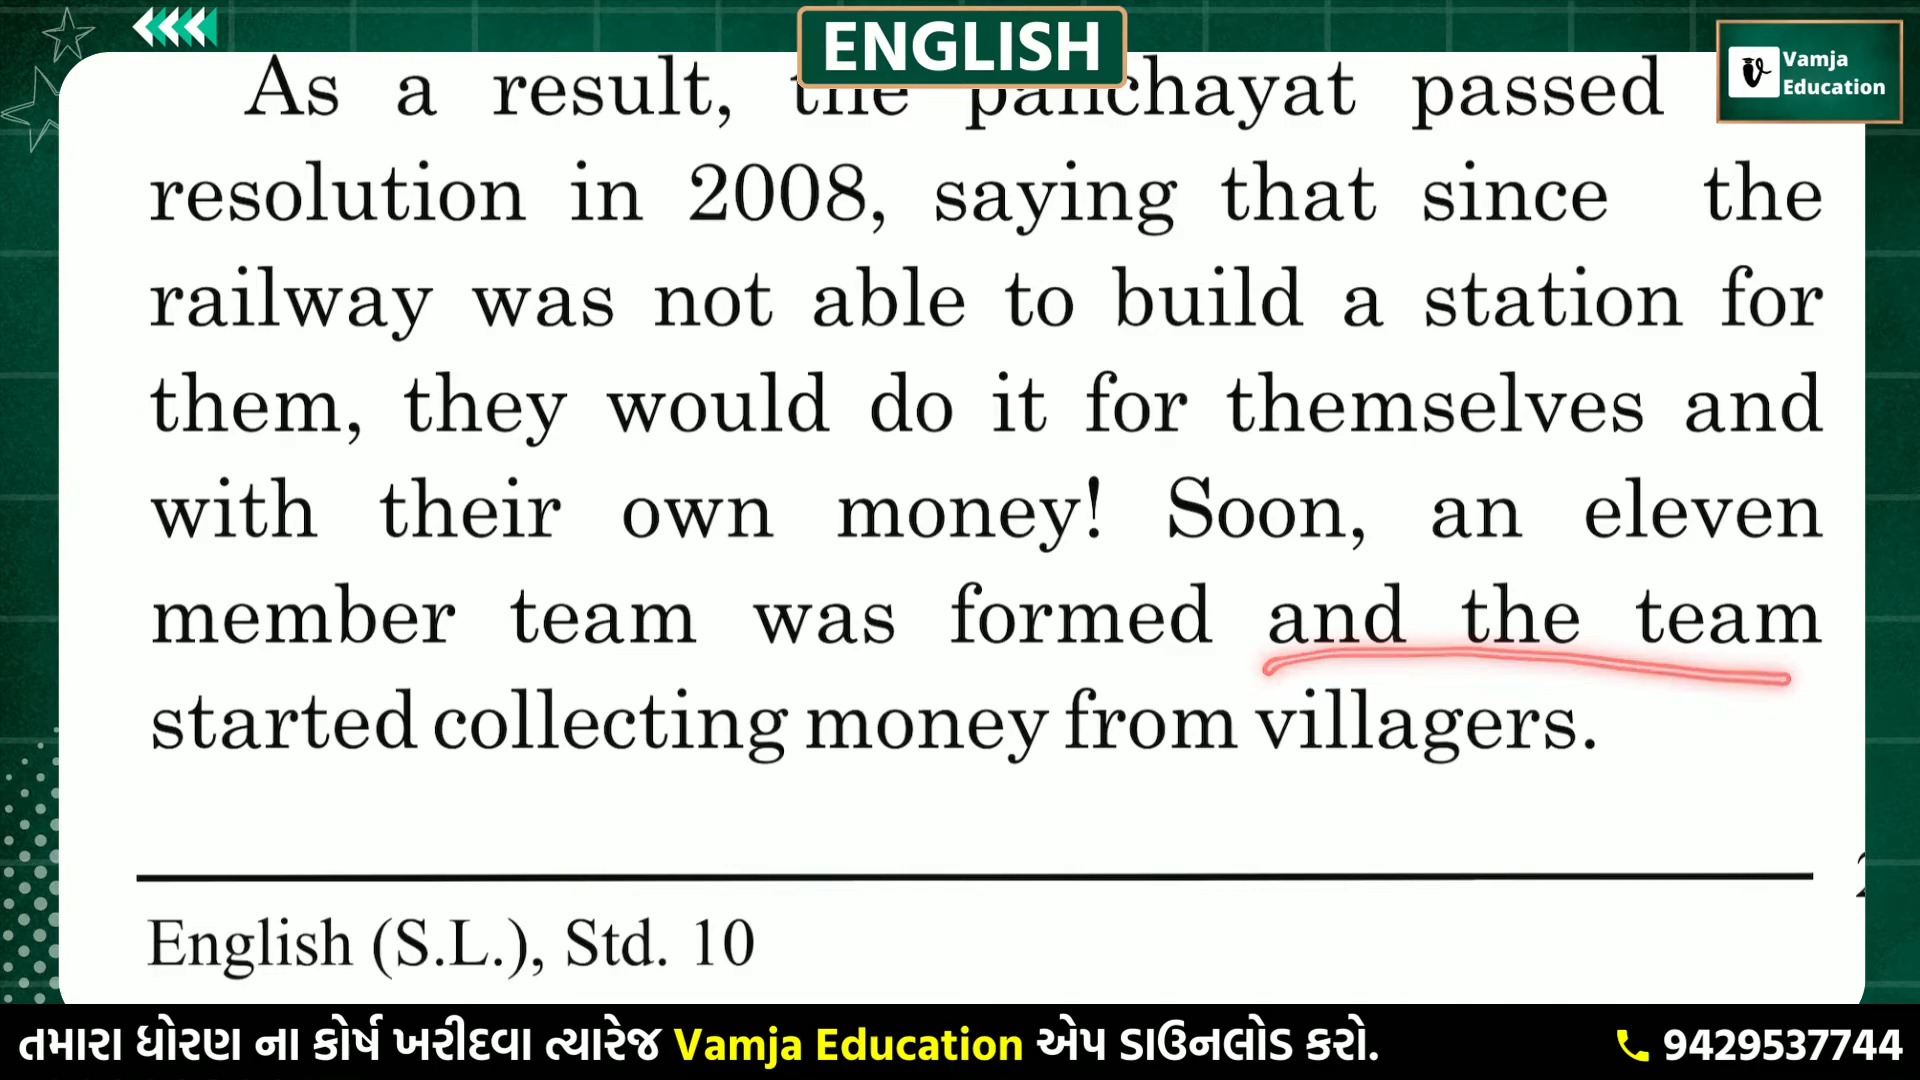 ENGLISH
Vamja
Education
As a result, the panchayat passed
resolution in 2008, saying that since the
railway was not able to build a station for
them, they would do it for themselves and
with their own money! Soon, an eleven
member team was formed and the team
started collecting money from villagers.
English (S.L.), Std. 10
તમારા ધોરણ ના કોર્ષ ખરીદવા ત્યારેજ Vamja Education એપ ડાઉનલોડ કરો.
9429537744